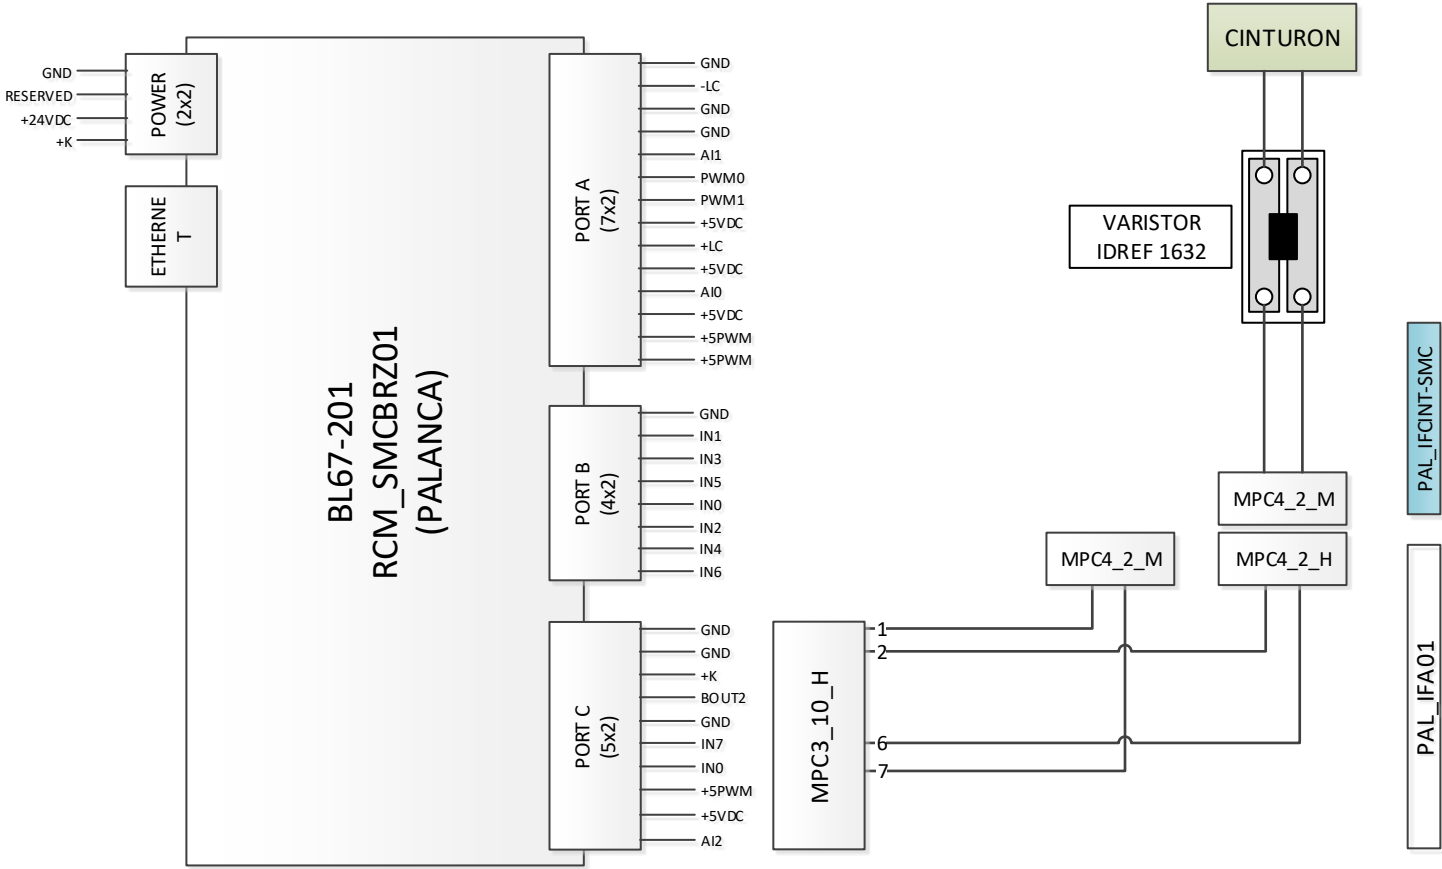 GND
RESERVED
+24VDC
+K
POWER
(2x2)
ETHERNE
T
BL67-201
RCM_SMCBRZ01
(PALANCA)
PORT A
(7x2)
GND
-LC
GND
GND
AI1
PWM0
PWM1
+5VDC
+LC
+5VDC
AI0
+5VDC
+5PWM
+5PWM
PORT B
(4x2)
GND
IN1
IN3
IN5
IN0
IN2
IN4
IN6
PORT C
(5x2)
GND
GND
+K
BOUT2
GND
IN7
IN0
+5PWM
+5VDC
AI2
CINTURON
VARISTOR
IDREF 1632
MPC4_2_M
MPC4_2_M
MPC4_2_H
MPC3_10_H
1
2
6
7
PAL_IFCINT-SMC
PAL_IFA01